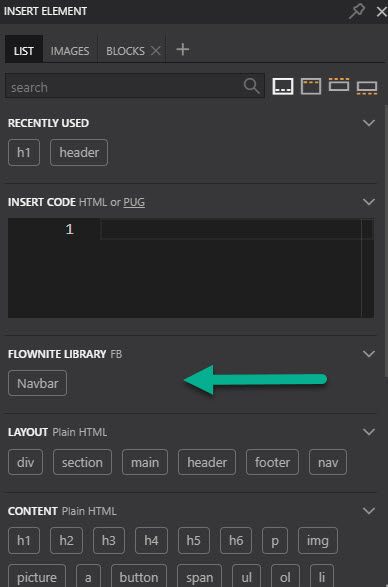 INSERT ELEMENT
LIST IMAGES BLOCKS
search
RECENTLY USED
h1 header
INSERT CODE HTML or PUG
1
FLOWNITE LIBRARY FB
Navbar
LAYOUT Plain HTML
div section main header footer nav
CONTENT Plain HTML
h1 h2 h3 h4 h5 h6 p img
picture a button span ul ol li